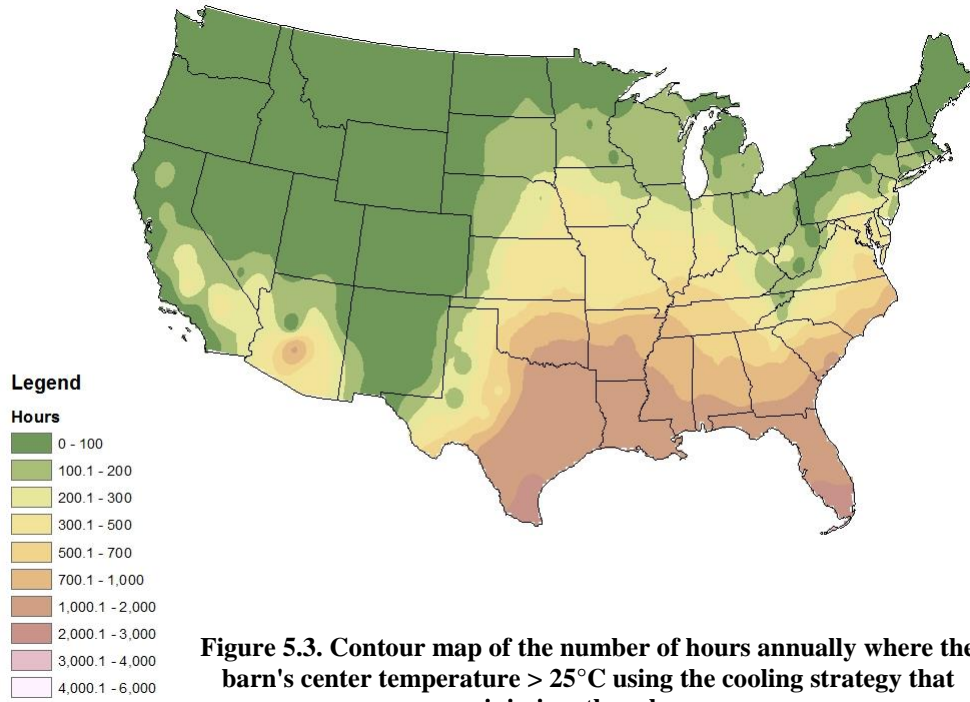 Legend
Hours
0 - 100
100.1 - 200
200.1 - 300
300.1 - 500
500.1 - 700
700.1 - 1,000
1,000.1 - 2,000
2,000.1 - 3,000
3,000.1 - 4,000
4,000.1 - 6,000
Figure 5.3. Contour map of the number of hours annually where the
barn's center temperature > 25°C using the cooling strategy that